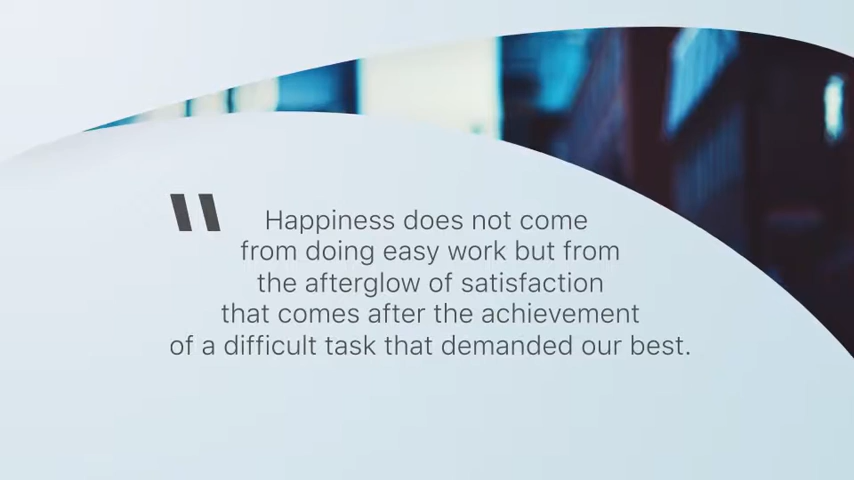 " Happiness does not come
from doing easy work but from
the afterglow of satisfaction
that comes after the achievement
of a difficult task that demanded our best.